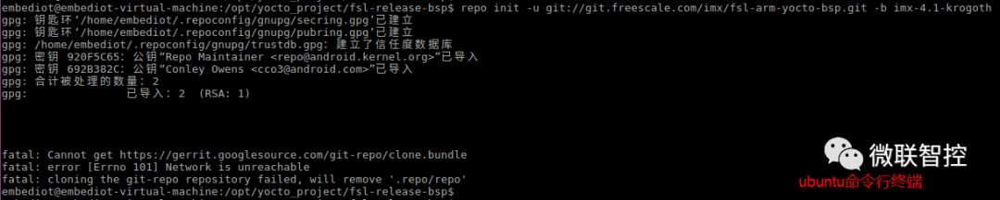 embediot@embediot-virtual-machine:/opt/yocto_project/fsl-release-bsp$ repo init -u git://git.freescale.com/imx/fsl-arm-yocto-bsp.git -b imx-4.1-krogoth
gpg: 钥匙环‘/home/embediot/.repoconfig/gnupg/secring.gpg’已建立
gpg: 钥匙环‘/home/embediot/.repoconfig/gnupg/pubring.gpg’已建立
gpg: /home/embediot/.repoconfig/gnupg/trustdb.gpg：建立了信任度数据库
gpg: 密钥 920F5C65：公钥“Repo Maintainer <repo@android.kernel.org>”已导入
gpg: 密钥 692B382C：公钥“Conley Owens <cco3@android.com>”已导入
gpg: 合计被处理的数量：2
gpg: 已导入：2 (RSA: 1)
fatal: Cannot get https://gerrit.googlesource.com/git-repo/clone.bundle
fatal: error [Errno 101] Network is unreachable
fatal: cloning the git-repo repository failed, will remove '.repo/repo'
embediot@embediot-virtual-machine:/opt/yocto_project/fsl-release-bsp$
微联智控
ubuntu命令行终端